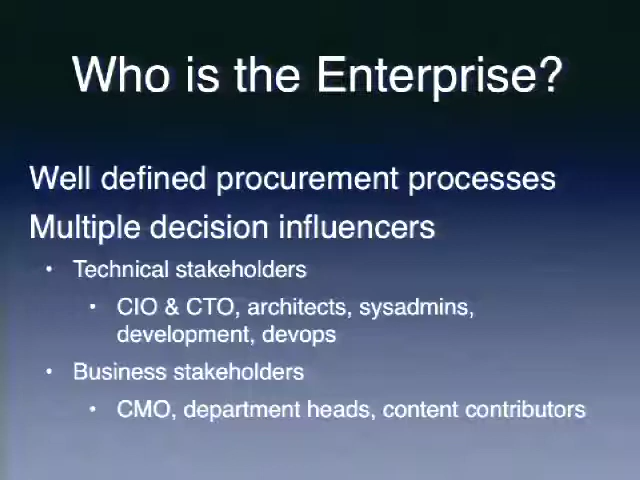 Who is the Enterprise?
Well defined procurement processes
Multiple decision influencers
• Technical stakeholders
• CIO & CTO, architects, sysadmins,
development, devops
• Business stakeholders
• CMO, department heads, content contributors